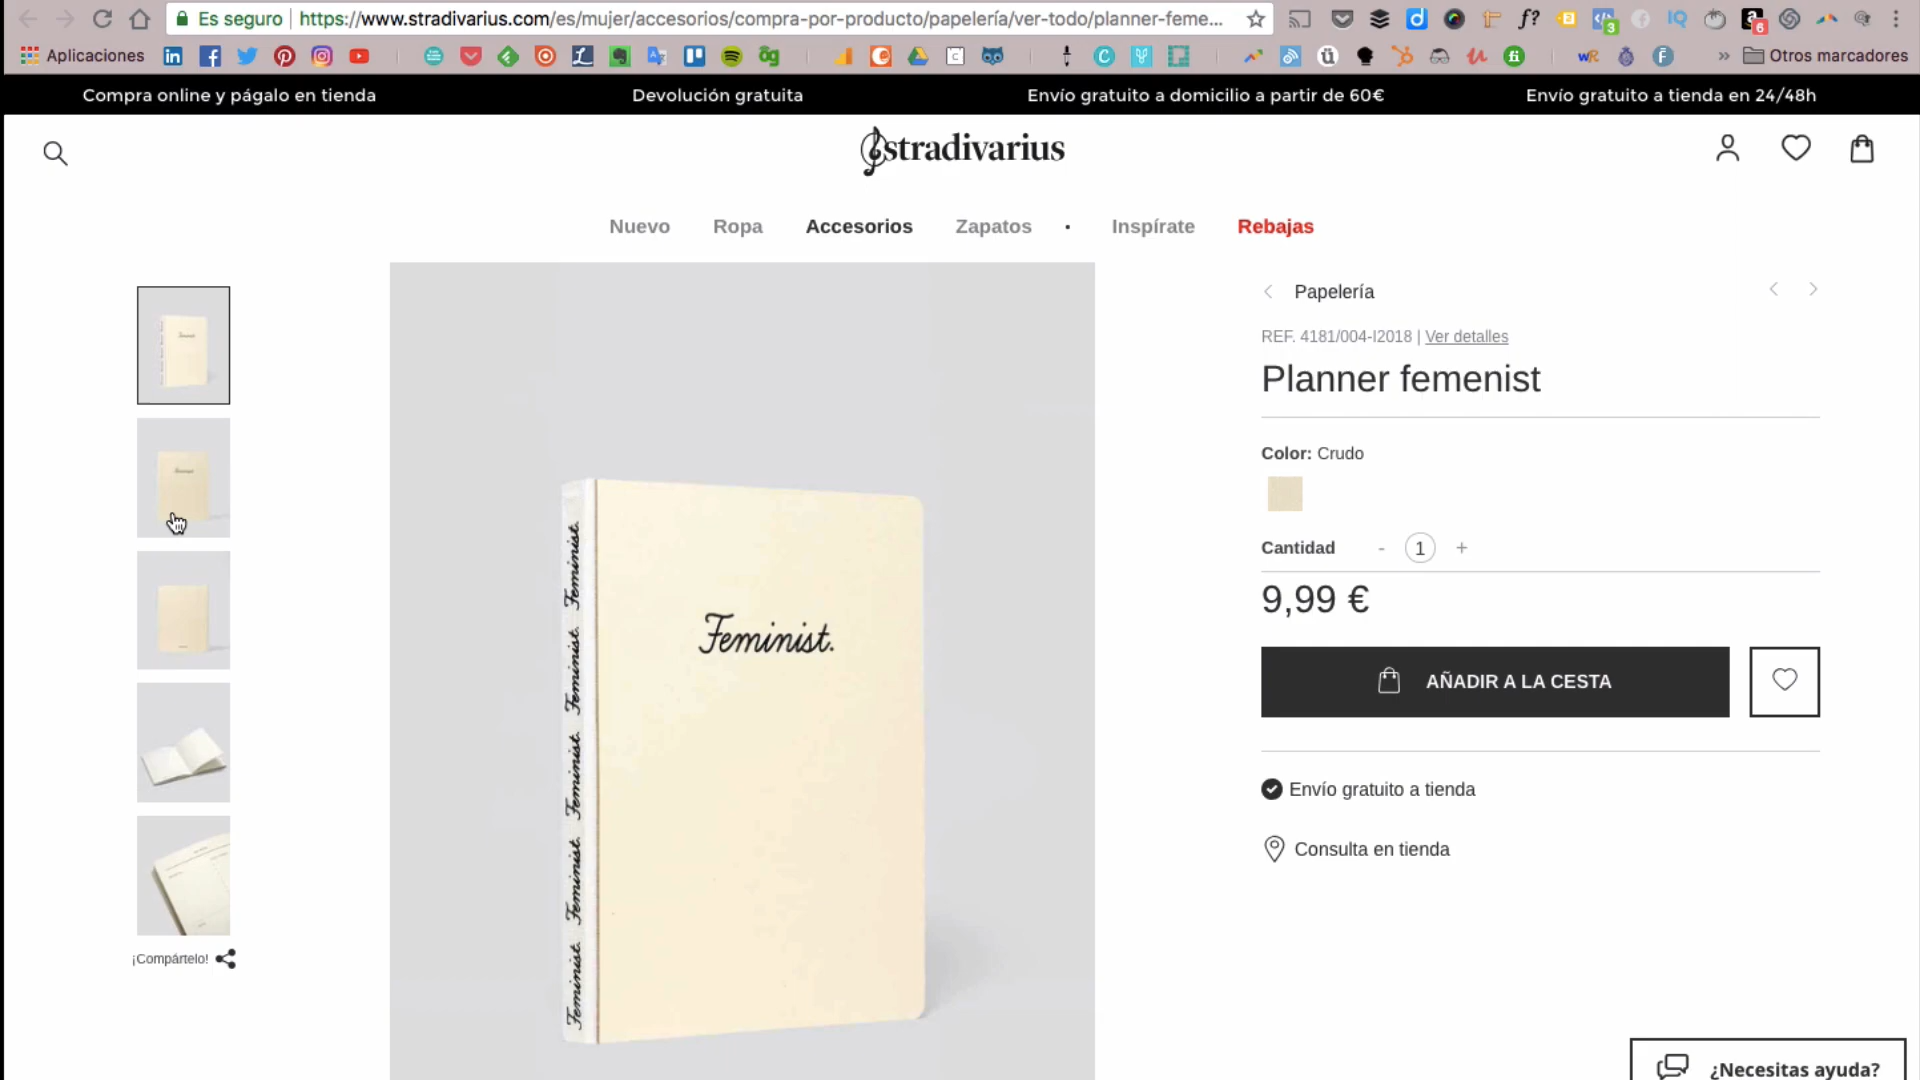 Es seguro
https://www.stradivarius.com/es/mujer/accesorios/compra-por-producto/papelería/ver-todo/planner-feme...
Aplicaciones
Otros marcadores
Compra online y págalo en tienda
Devolución gratuita
Envío gratuito a domicilio a partir de 60€
Envío gratuito a tienda en 24/48h
stradivarius
Nuevo
Ropa
Accesorios
Zapatos
Inspírate
Rebajas
Papelería
REF. 4181/004-I2018 | Ver detalles
Planner femenist
Color: Crudo
Cantidad - 1 +
9,99 €
AÑADIR A LA CESTA
Envío gratuito a tienda
Consulta en tienda
Feminist.
Feminist. Feminist. Feminist. Feminist. Feminist.
¡Compártelo!
¿Necesitas ayuda?